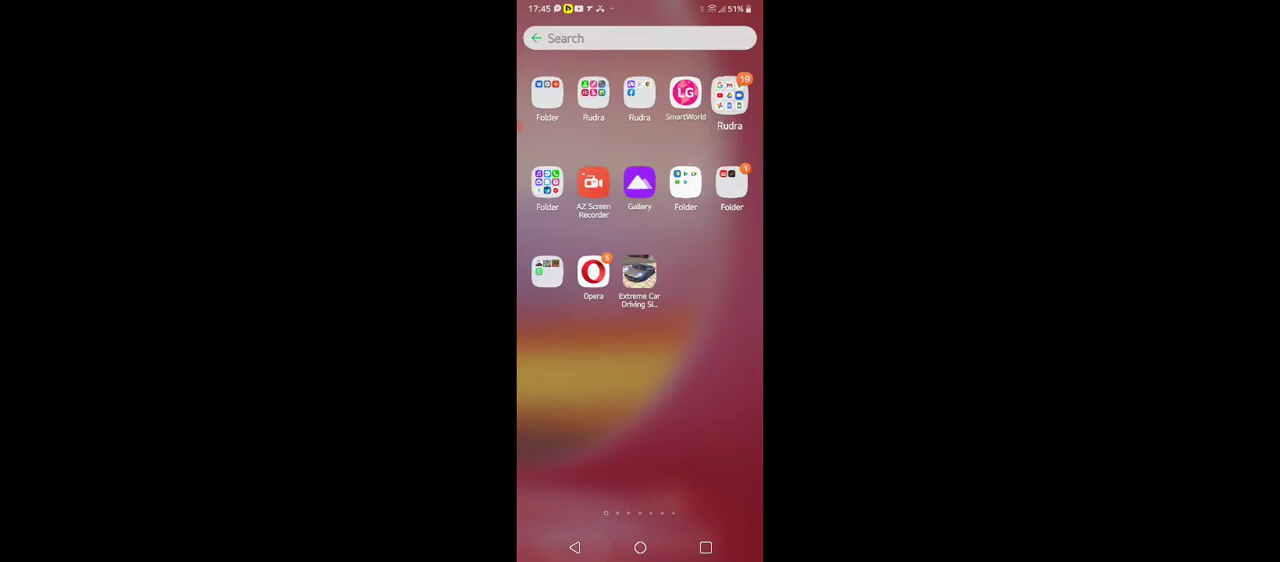 17:45 51%
Search
19
LG
Folder Rudra Rudra SmartWorld Rudra
1
Folder AZ Screen Recorder Gallery Folder Folder
5
Opera Extreme Car Driving Si...